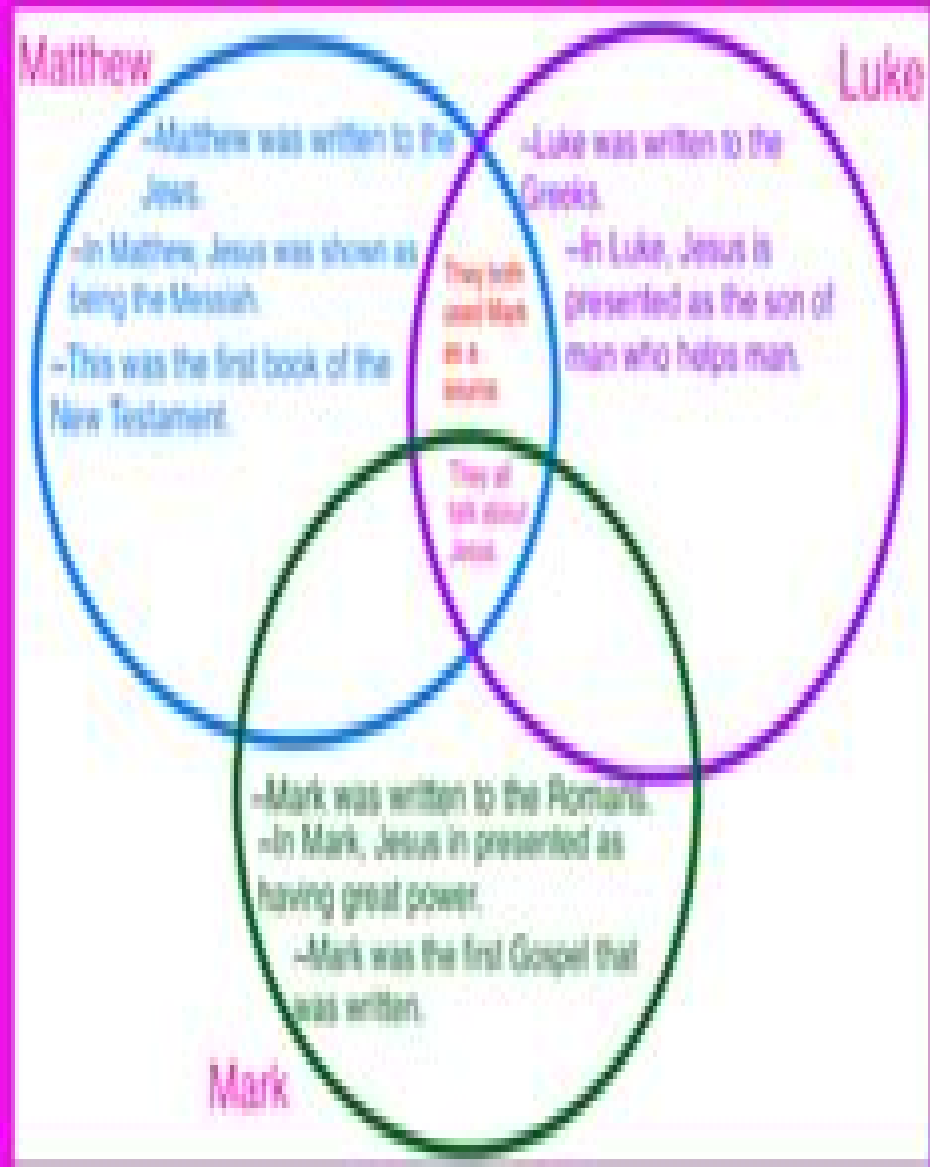 Matthew
Luke
~Matthew was written to the
Jews.
~In Mathew, Jesus was shown as
being the Messiah.
~This was the first book of the
New Testament.
~Luke was written to the
Greeks.
~In Luke, Jesus is
presented as the son of
man who helps man.
They both
used Mark
as a
source
They all
talk about
Jesus
~Mark was written to the Romans.
~In Mark, Jesus in presented as
having great power.
~Mark was the first Gospel that
was written.
Mark